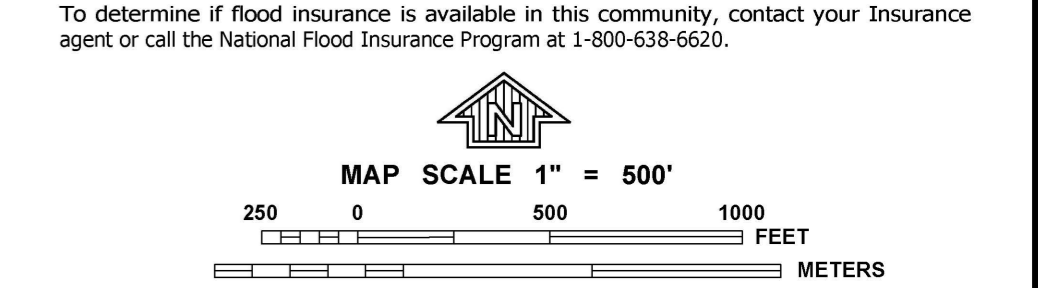 To determine if flood insurance is available in this community, contact your Insurance
agent or call the National Flood Insurance Program at 1-800-638-6620.
N
MAP SCALE 1" = 500'
250 0 500 1000
FEET
METERS